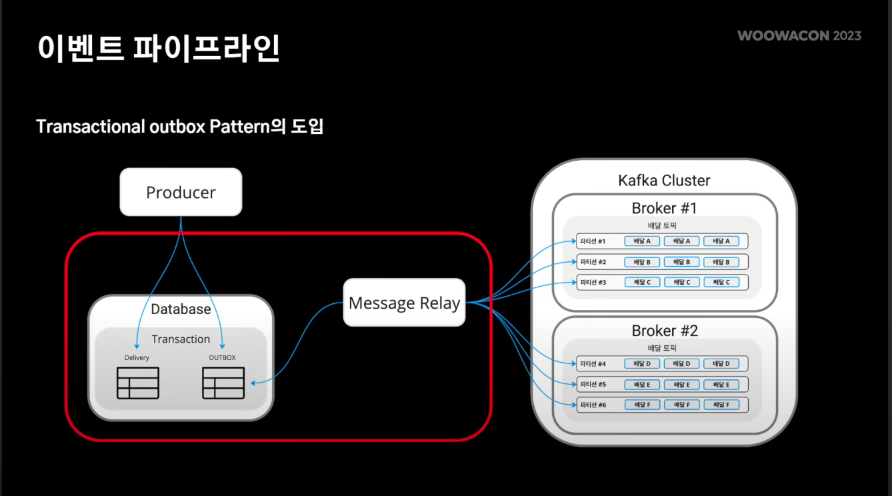 이벤트 파이프라인
WOOWACON 2023
Transactional outbox Pattern의 도입
Producer
Database
Transaction
Delivery
OUTBOX
Message Relay
Kafka Cluster
Broker #1
배달 토픽
파티션 #1 배달 A 배달 A 배달 A
파티션 #2 배달 B 배달 B 배달 B
파티션 #3 배달 C 배달 C 배달 C
Broker #2
배달 토픽
파티션 #4 배달 D 배달 D 배달 D
파티션 #5 배달 E 배달 E 배달 E
파티션 #6 배달 F 배달 F 배달 F